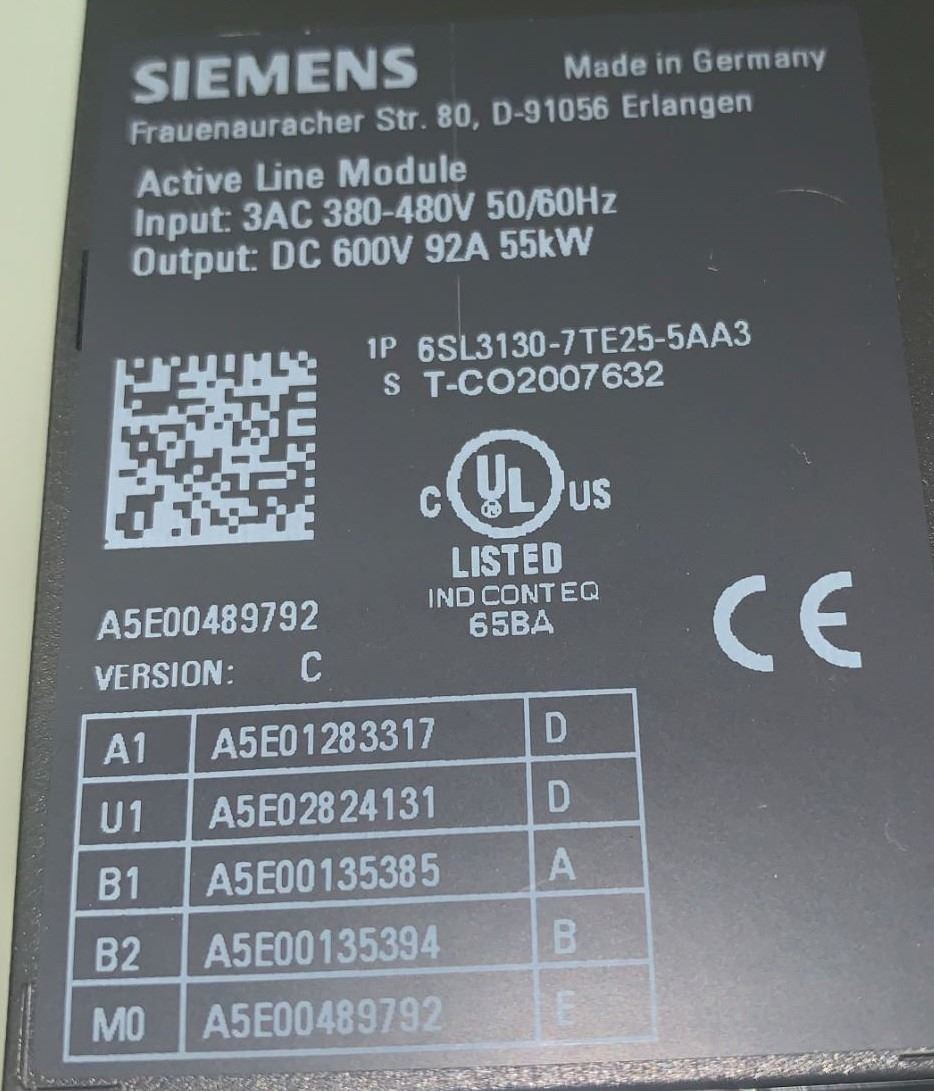 SIEMENS Made in Germany
Frauenauracher Str. 80, D-91056 Erlangen
Active Line Module
Input: 3AC 380-480V 50/60Hz
Output: DC 600V 92A 55kW
1P 6SL3130-7TE25-5AA3
S T-CO2007632
C UL US
®
LISTED
IND CONT EQ
65BA
CE
A5E00489792
VERSION: C
A1 A5E01283317 D
U1 A5E02824131 D
B1 A5E00135385 A
B2 A5E00135394 B
M0 A5E00489792 E